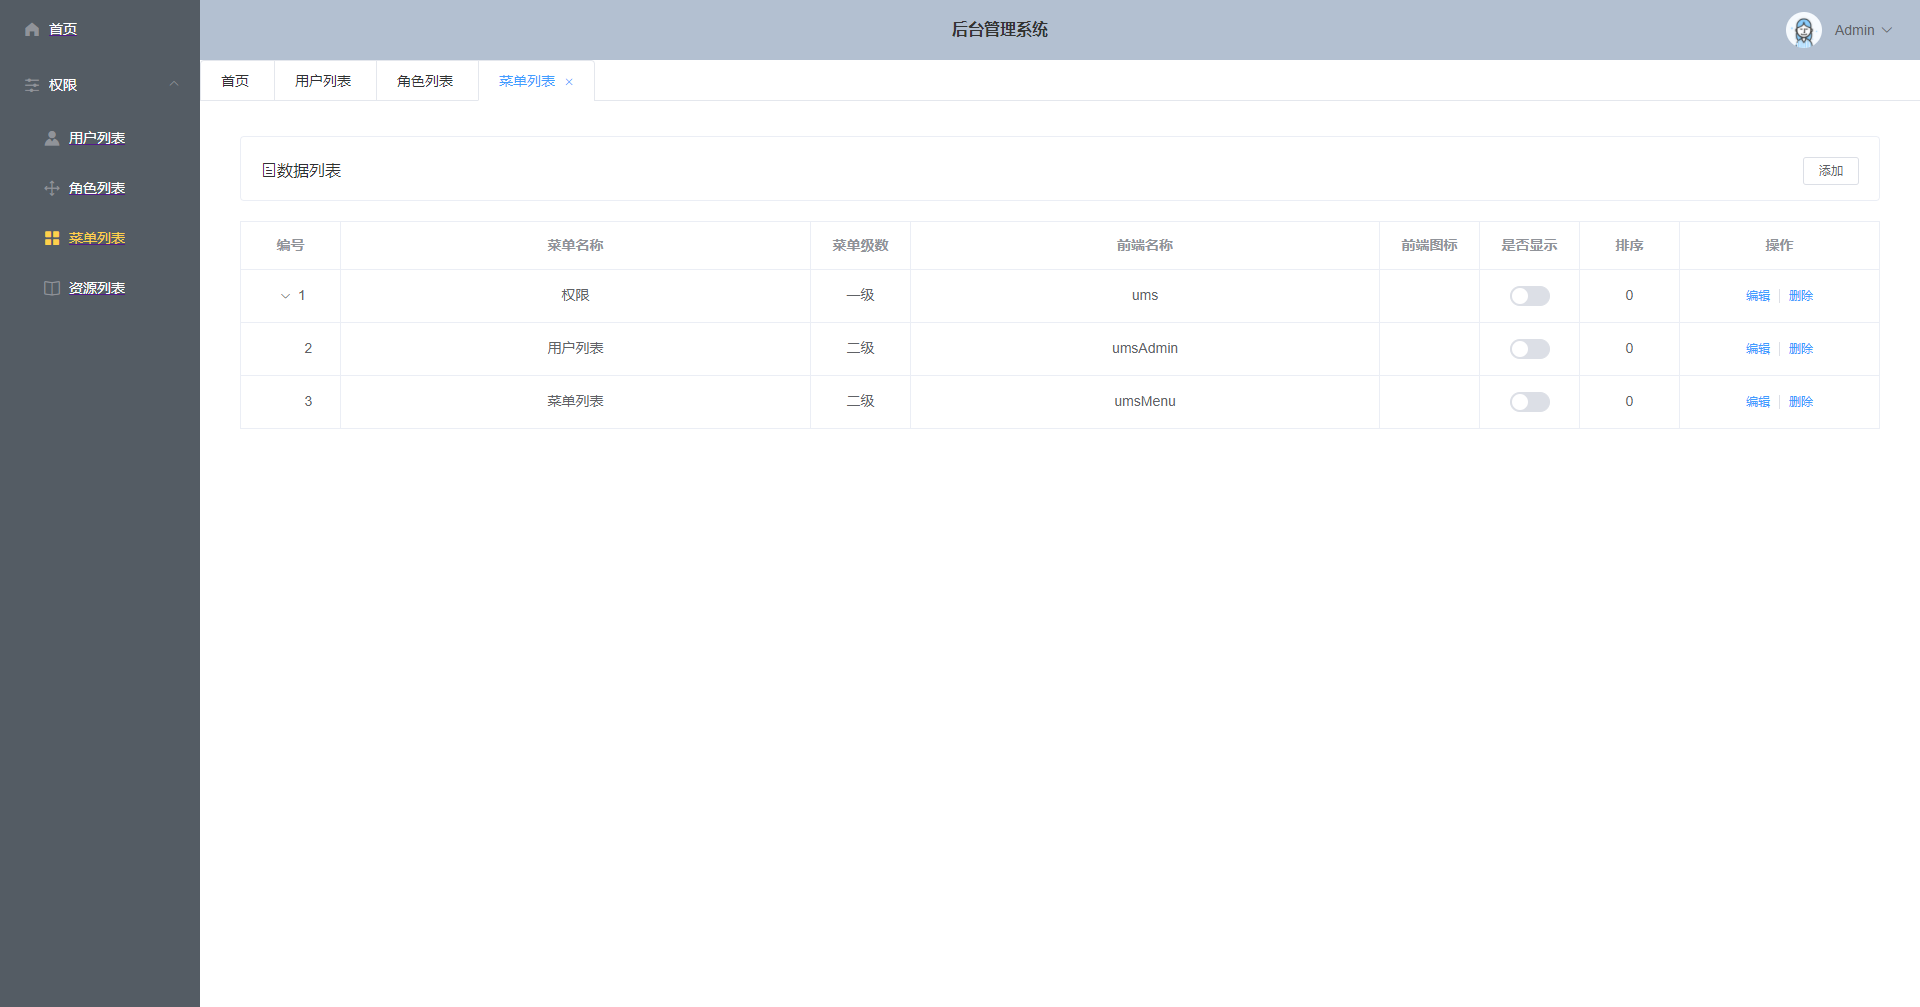 首页
权限
用户列表
角色列表
菜单列表
资源列表
后台管理系统
Admin
首页 用户列表 角色列表 菜单列表
数据列表 添加
编号 菜单名称 菜单级数 前端名称 前端图标 是否显示 排序 操作
1 权限 一级 ums 0 编辑 删除
2 用户列表 二级 umsAdmin 0 编辑 删除
3 菜单列表 二级 umsMenu 0 编辑 删除